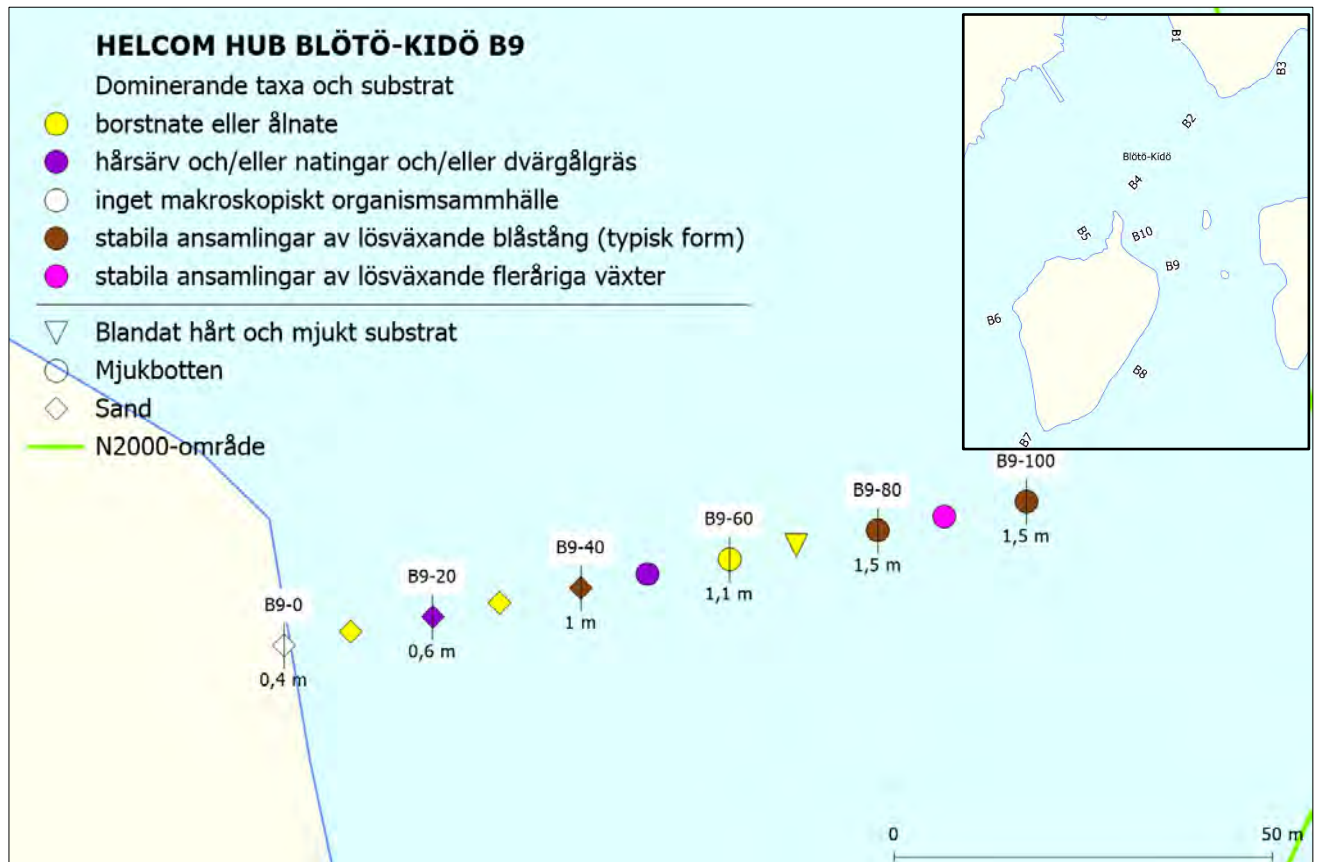 HELCOM HUB BLÖTÖ-KIDÖ B9
Dominerande taxa och substrat
borstnate eller ålnate
hårsärv och/eller natingar och/eller dvärgålgräs
inget makroskopiskt organismsammhälle
stabila ansamlingar av lösväxande blåstång (typisk form)
stabila ansamlingar av lösväxande fleråriga växter
Blandat hårt och mjukt substrat
Mjukbotten
Sand
N2000-område
B1
B3
B2
Blötö-Kidö
B4
B5
B10
B9
B6
B8
B7
B9-0
0,4 m
B9-20
0,6 m
B9-40
1 m
B9-60
1,1 m
B9-80
1,5 m
B9-100
1,5 m
0
50 m